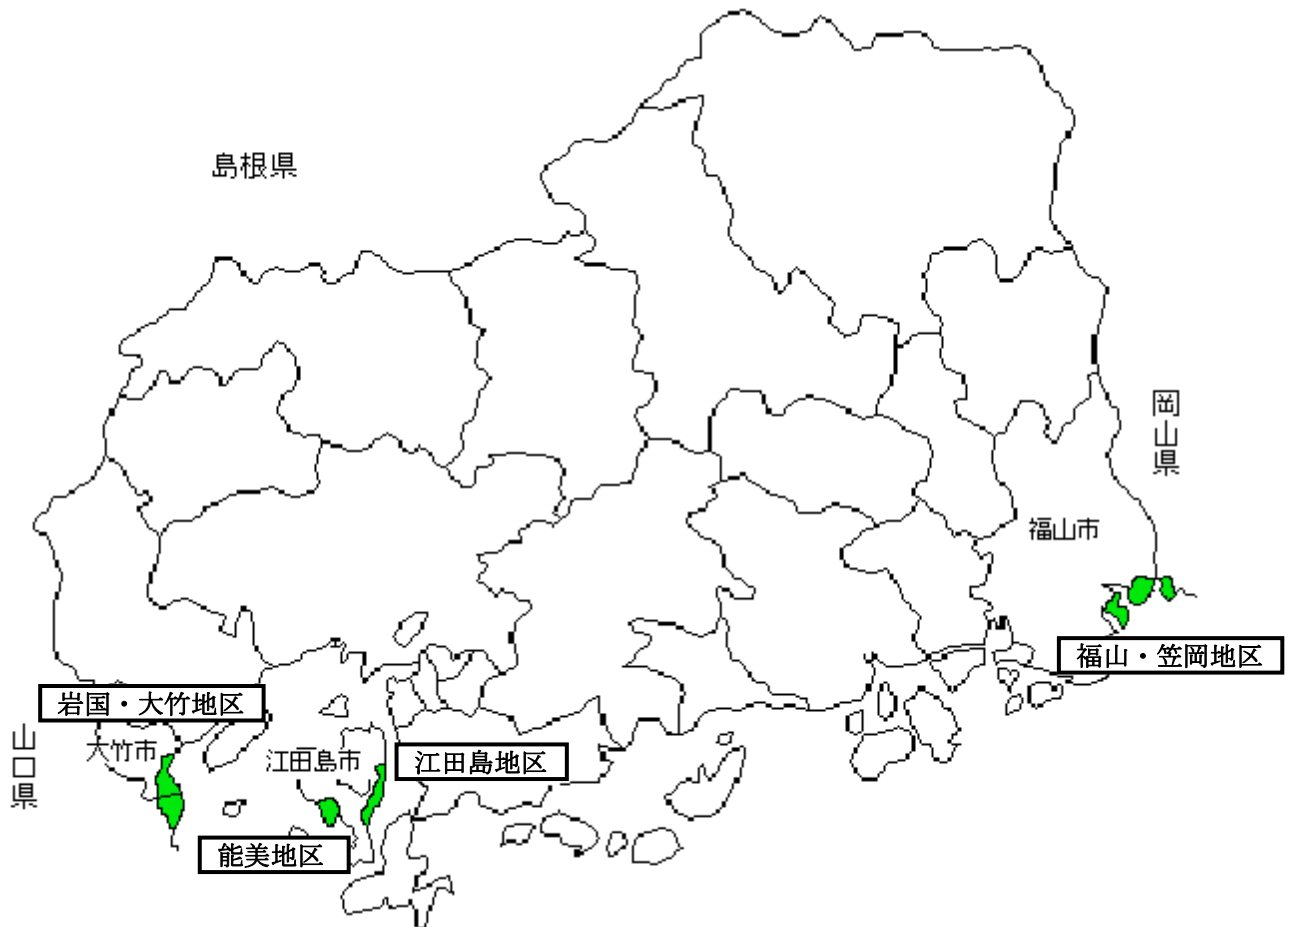 島根県
岡山県
福山市
福山・笠岡地区
岩国・大竹地区
山口県
大竹市
江田島市
江田島地区
能美地区